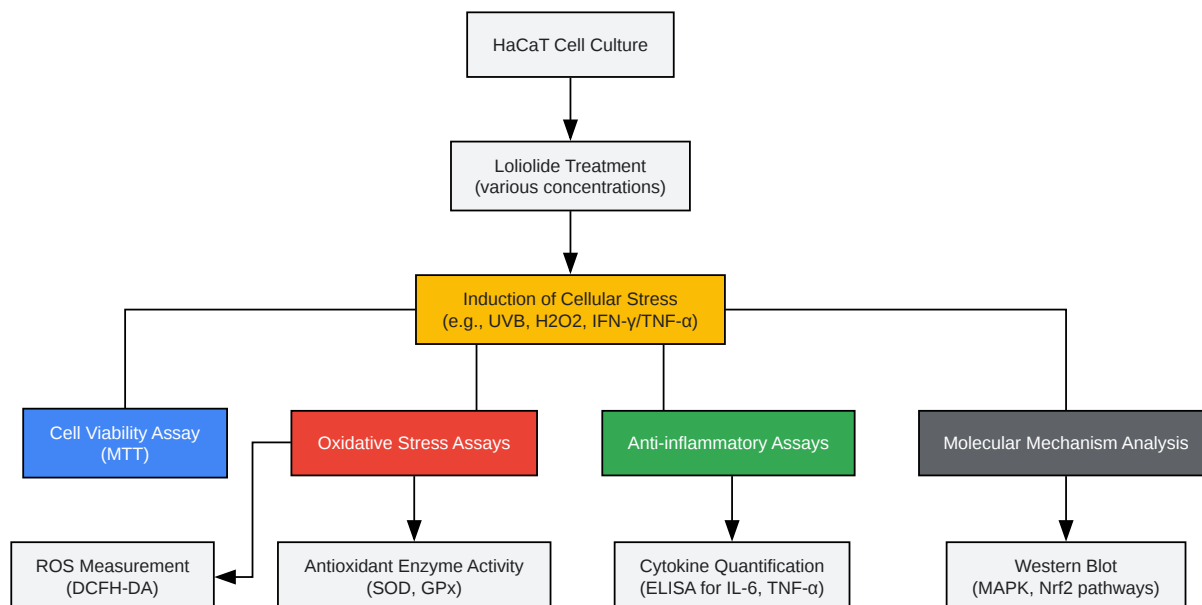 HaCaT Cell Culture
Loliolide Treatment
(various concentrations)
Induction of Cellular Stress
(e.g., UVB, H2O2, IFN-γ/TNF-α)
Cell Viability Assay
(MTT)
Oxidative Stress Assays
Anti-inflammatory Assays
Molecular Mechanism Analysis
ROS Measurement
(DCFH-DA)
Antioxidant Enzyme Activity
(SOD, GPx)
Cytokine Quantification
(ELISA for IL-6, TNF-α)
Western Blot
(MAPK, Nrf2 pathways)